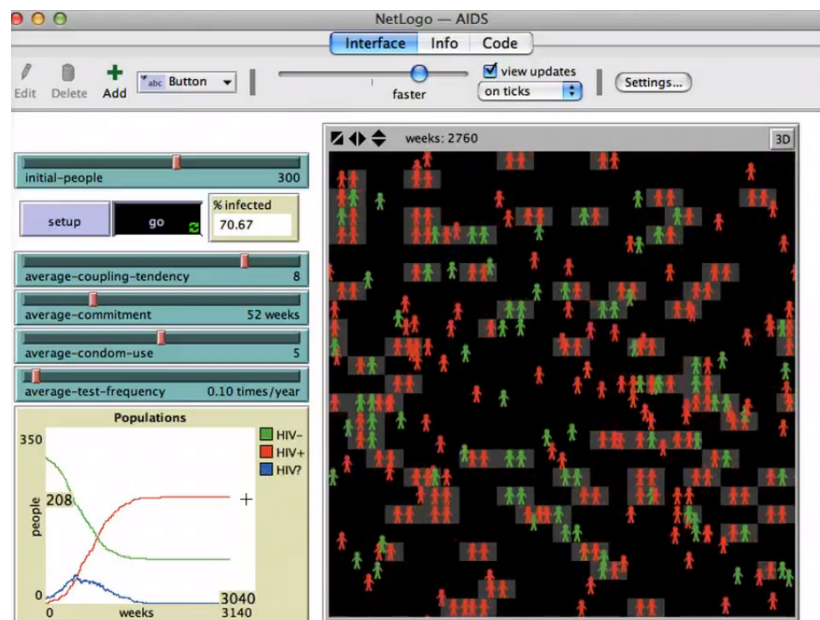 NetLogo — AIDS
Interface Info Code
Edit Delete Add abc Button faster view updates on ticks Settings...
weeks: 2760 3D
initial-people 300
setup go % infected 70.67
average-coupling-tendency 8
average-commitment 52 weeks
average-condom-use 5
average-test-frequency 0.10 times/year
Populations
350
HIV-
HIV+
HIV?
208
people
0
3040
0 weeks 3140